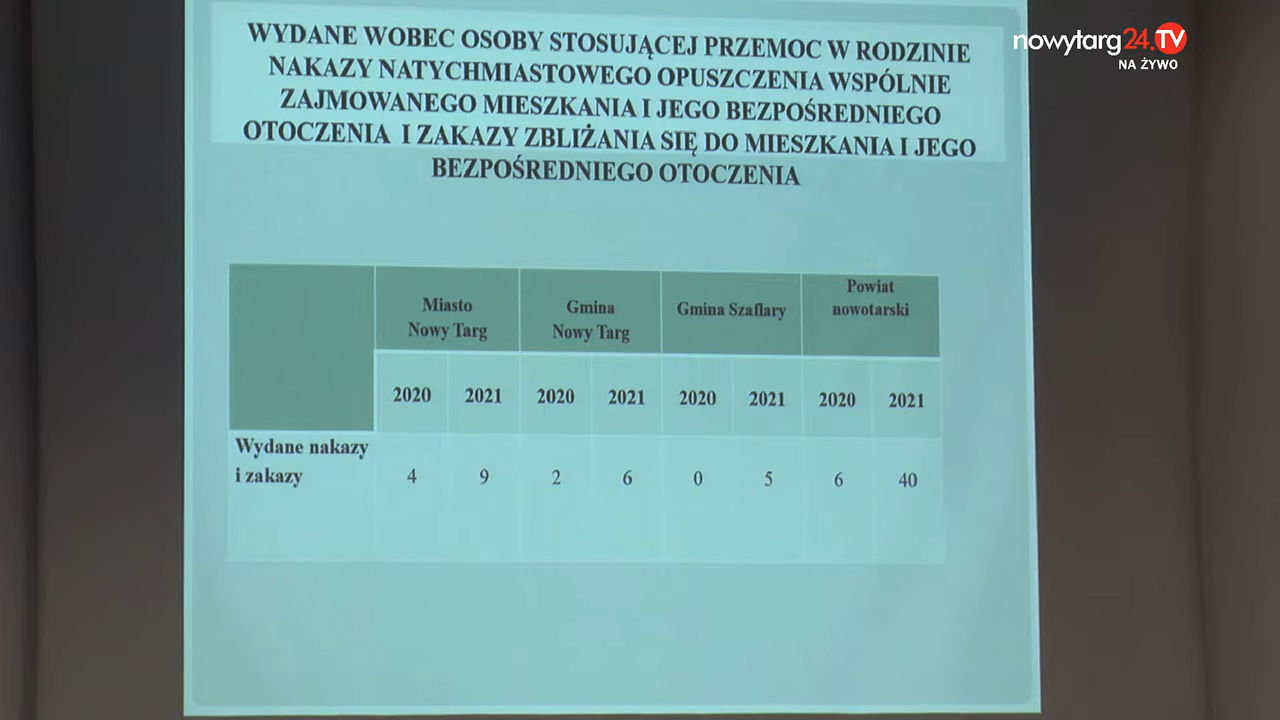 WYDANE WOBEC OSOBY STOSUJĄCEJ PRZEMOC W RODZINIE
NAKAZY NATYCHMIASTOWEGO OPUSZCZENIA WSPÓLNIE
ZAJMOWANEGO MIESZKANIA I JEGO BEZPOŚREDNIEGO
OTOCZENIA I ZAKAZY ZBLIŻANIA SIĘ DO MIESZKANIA I JEGO
BEZPOŚREDNIEGO OTOCZENIA
nowytarg24.TV
NA ŻYWO
Miasto
Nowy Targ
Gmina
Nowy Targ
Gmina Szaflary
Powiat
nowotarski
2020 2021 2020 2021 2020 2021 2020 2021
Wydane nakazy
i zakazy 4 9 2 6 0 5 6 40